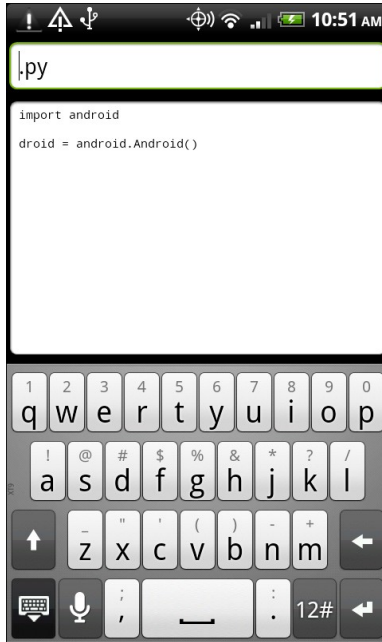 10:51 AM
.py
import android
droid = android.Android()
1 2 3 4 5 6 7 8 9 0
q w e r t y u i o p
! @ # $ % & * ? /
a s d f g h j k l
_ " ' ( ) - +
z x c v b n m
; :
, . 12#